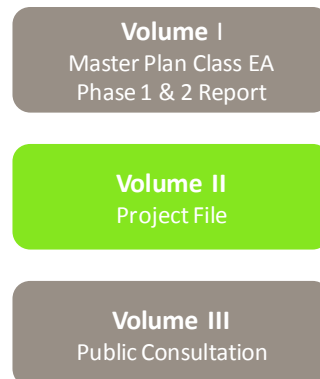 Volume I
Master Plan Class EA
Phase 1 & 2 Report
Volume II
Project File
Volume III
Public Consultation